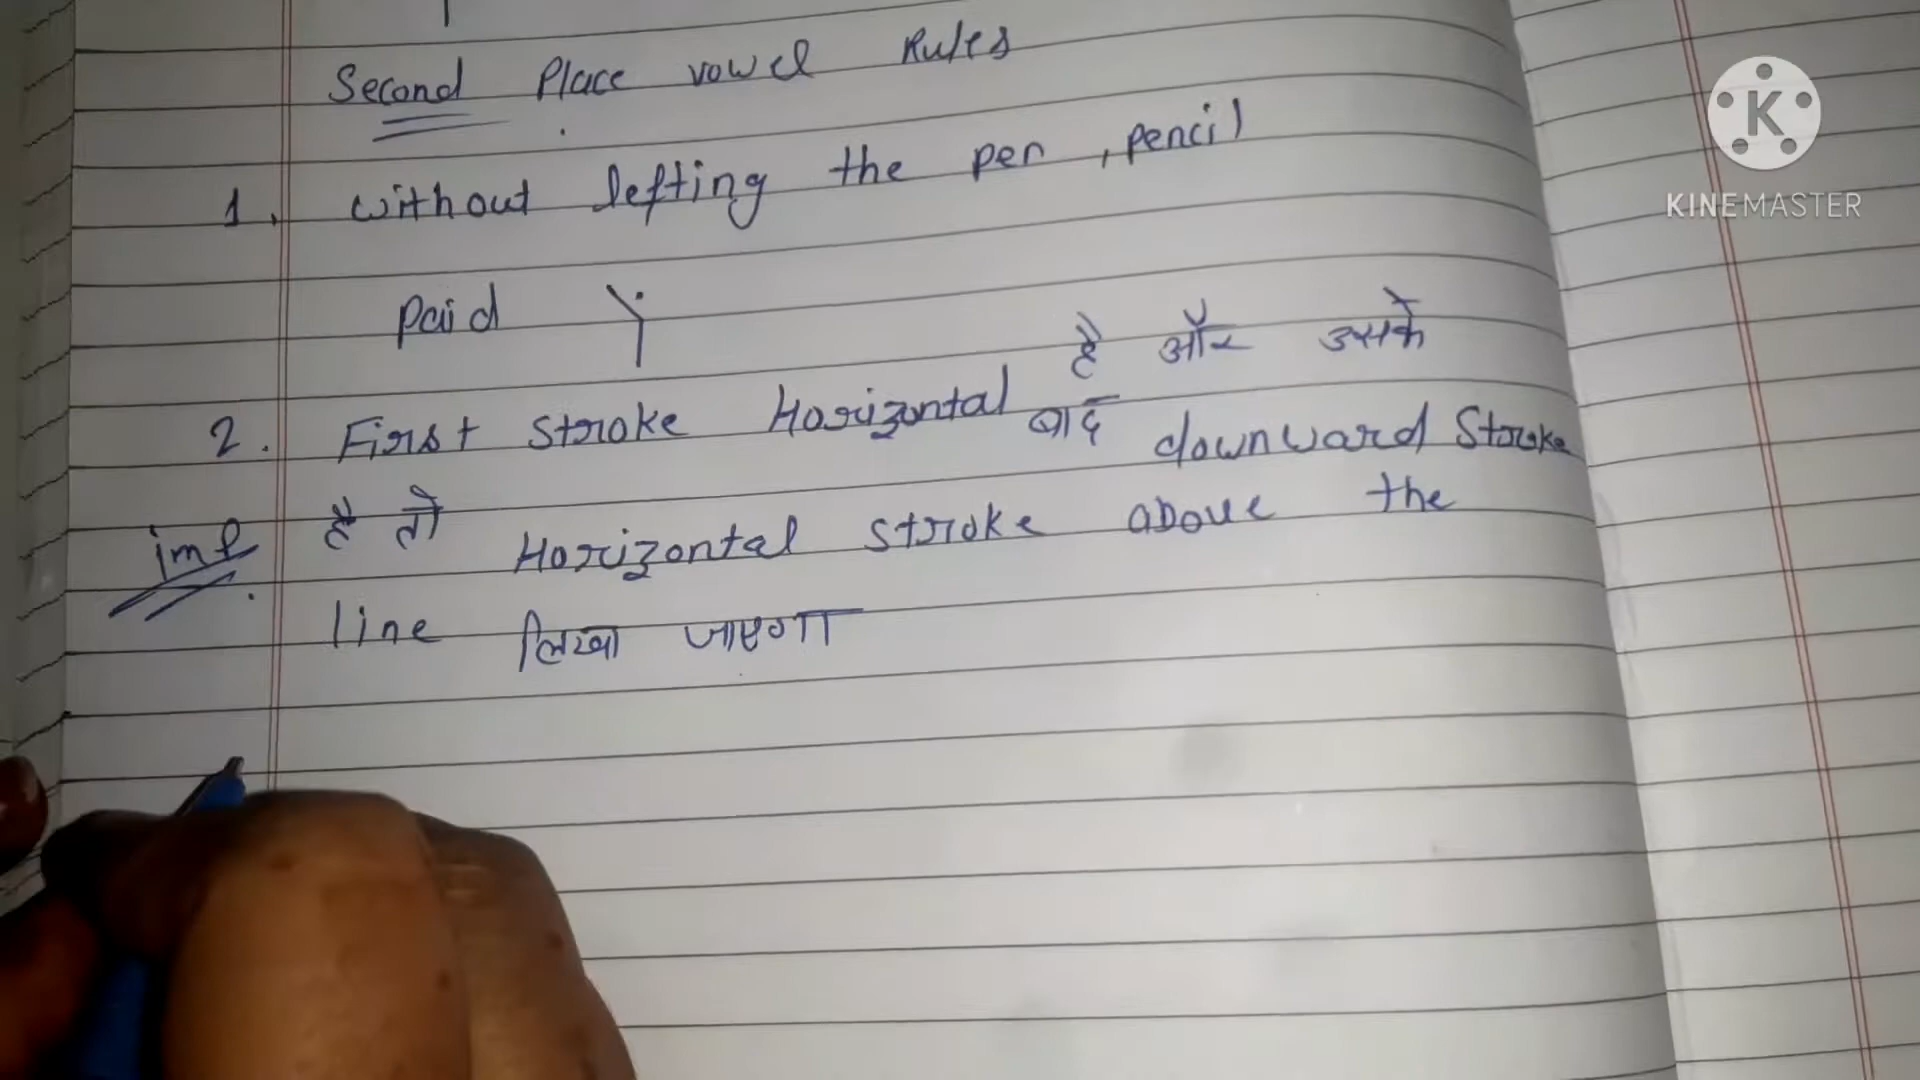 Second Place vowel Rules
1. without lefting the pen, pencil
Paid
2. First Stroke Horizontal है और उसके
बाद downward Stroke
imp है तो Horizontal stroke above the
line लिखा जाएगा
K
KINEMASTER